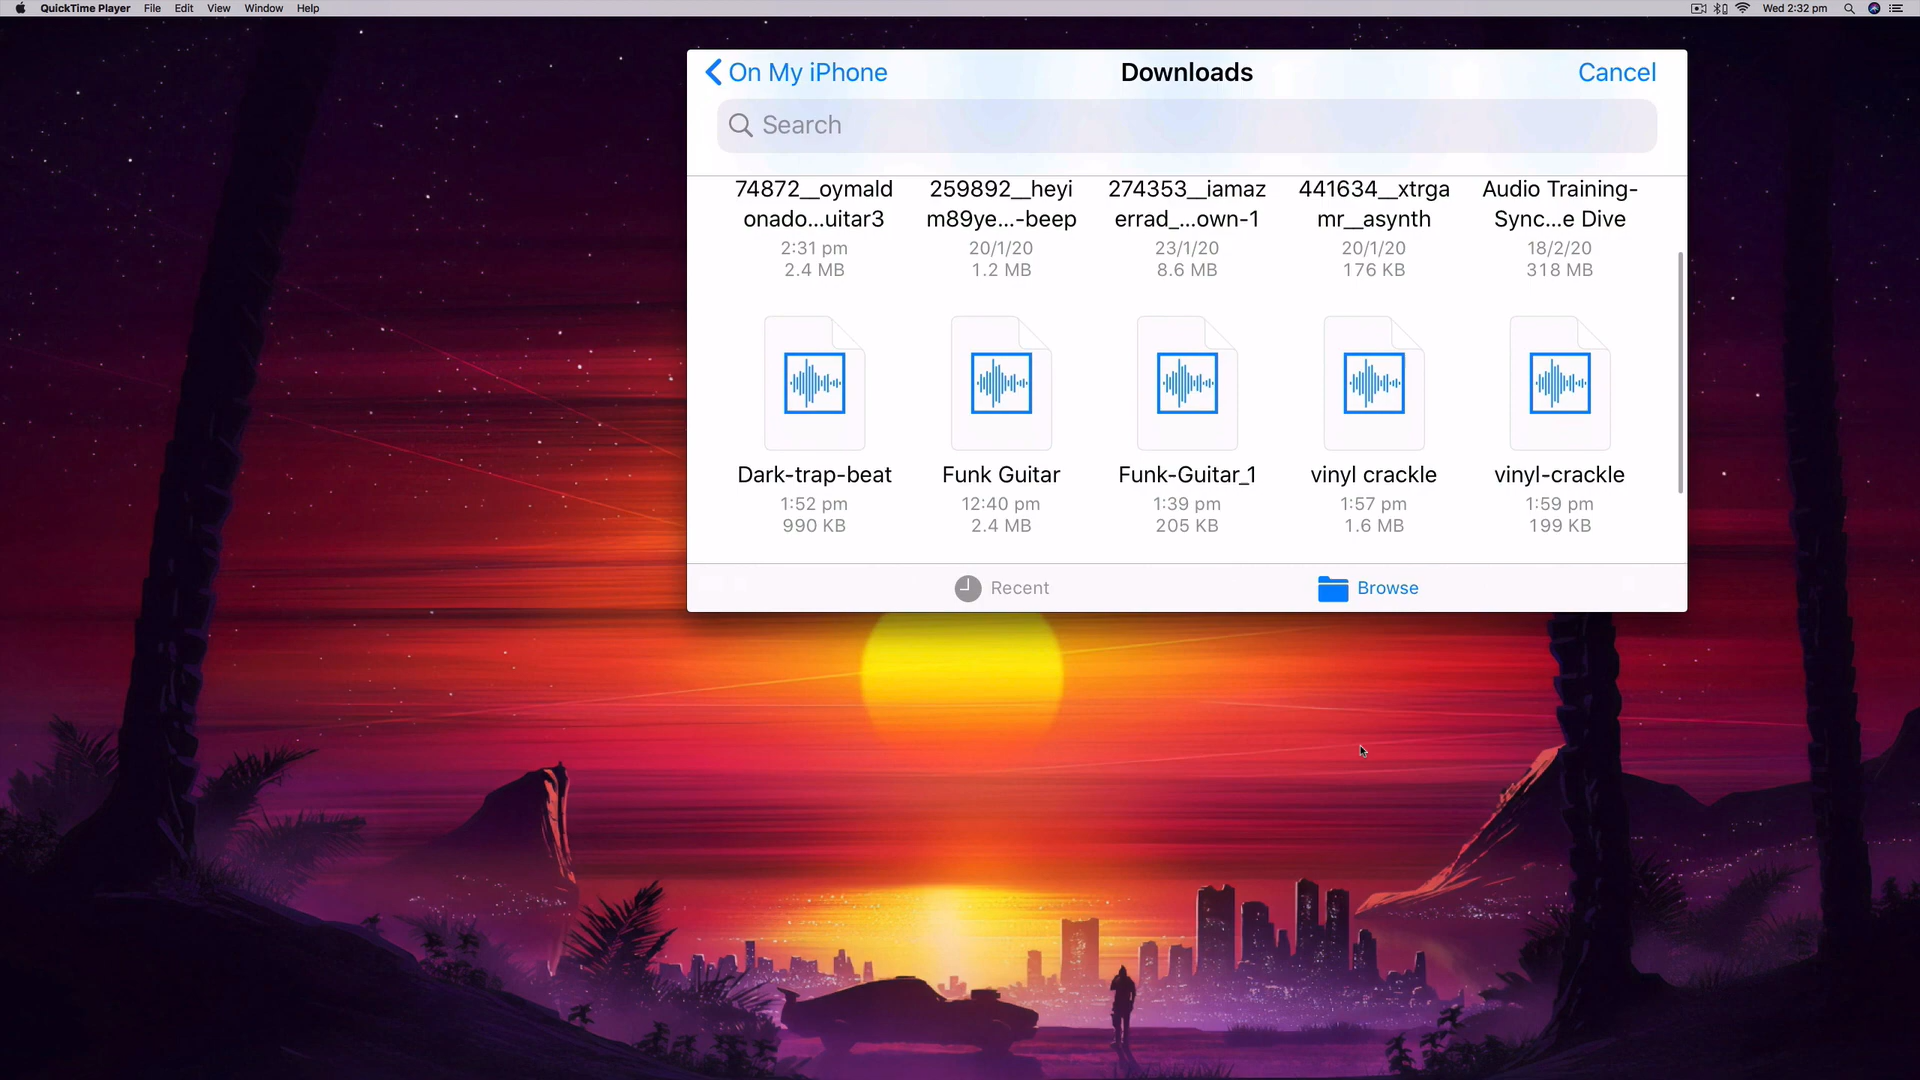 QuickTime Player File Edit View Window Help Wed 2:32 pm
On My iPhone Downloads Cancel
Search
74872__oymald 259892__heyi 274353__iamaz 441634__xtrga Audio Training-
onado...uitar3 m89ye...-beep errad_...own-1 mr__asynth Sync...e Dive
2:31 pm 20/1/20 23/1/20 20/1/20 18/2/20
2.4 MB 1.2 MB 8.6 MB 176 KB 318 MB
Dark-trap-beat Funk Guitar Funk-Guitar_1 vinyl crackle vinyl-crackle
1:52 pm 12:40 pm 1:39 pm 1:57 pm 1:59 pm
990 KB 2.4 MB 205 KB 1.6 MB 199 KB
Recent Browse